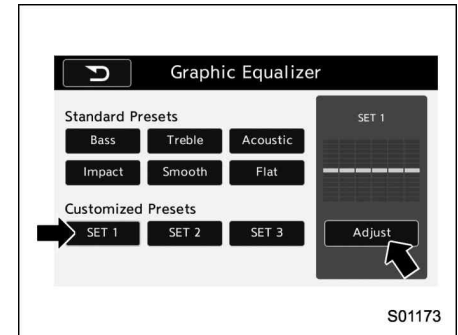 Graphic Equalizer
Standard Presets
SET 1
Bass Treble Acoustic
Impact Smooth Flat
Customized Presets
SET 1 SET 2 SET 3 Adjust
S01173